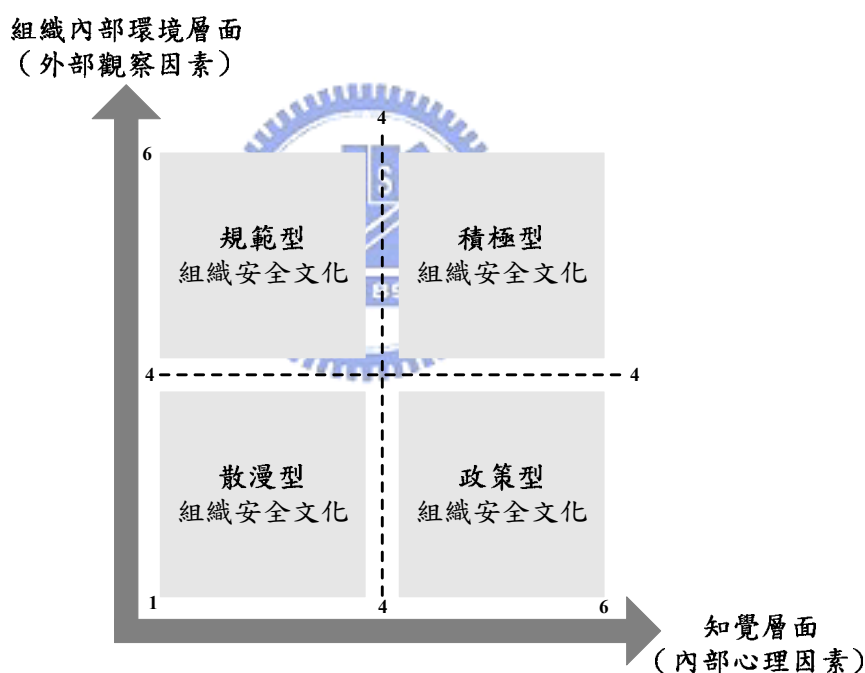 組織內部環境層面
（外部觀察因素）
4
6
S
規範型
組織安全文化
積極型
組織安全文化
4
4
散漫型
組織安全文化
政策型
組織安全文化
1
4
6
知覺層面
（內部心理因素）